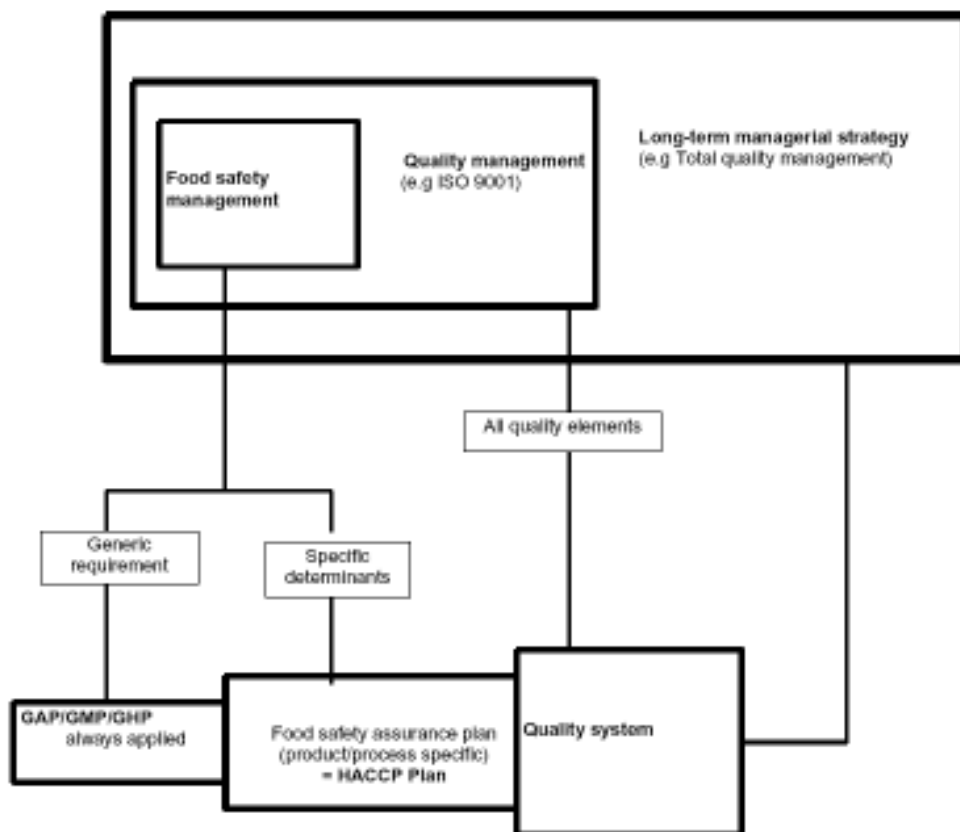 Long-term managerial strategy
(e.g Total quality management)
Quality management
(e.g ISO 9001)
Food safety
management
All quality elements
Generic
requirement
Specific
determinants
GAP/GMP/GHP
always applied
Food safety assurance plan
(product/process specific)
= HACCP Plan
Quality system